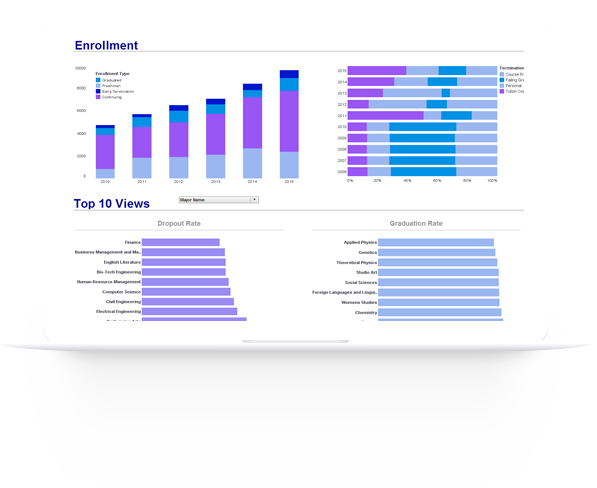 Enrollment
10000
8000
6000
4000
2000
0
Enrollment Type
Graduated
Freshman
Early Termination
Continuing
2010 2011 2012 2013 2014 2015
2015
2014
2013
2012
2011
2010
2009
2008
2007
2006
0% 20% 40% 60% 80% 100%
Termination
Course Pr
Failing Gr
Personal
Tuition Cos
Top 10 Views
Major Name
Dropout Rate
Finance
Business Management and Ma..
English Literature
Bio-Tech Engineering
Human Resource Management
Computer Science
Civil Engineering
Electrical Engineering
Graduation Rate
Applied Physics
Genetics
Theoretical Physics
Studio Art
Social Sciences
Foreign Languages and Lingui..
Womens Studies
Chemistry